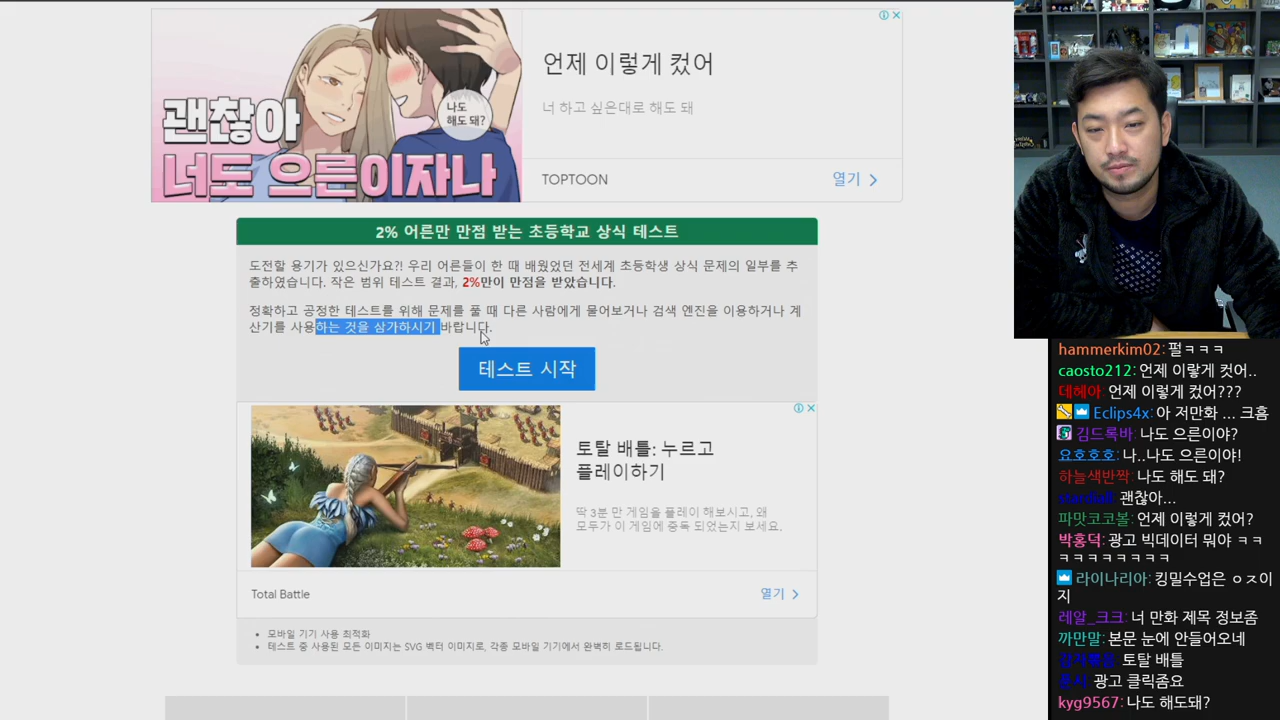 괜찮아
너도 으른이자나
나도
해도 돼?
언제 이렇게 컸어
너 하고 싶은대로 해도 돼
TOPTOON
열기
2% 어른만 만점 받는 초등학교 상식 테스트
도전할 용기가 있으신가요?! 우리 어른들이 한 때 배웠었던 전세계 초등학생 상식 문제의 일부를 추
출하였습니다. 작은 범위 테스트 결과, 2%만이 만점을 받았습니다.
정확하고 공정한 테스트를 위해 문제를 풀 때 다른 사람에게 물어보거나 검색 엔진을 이용하거나 계
산기를 사용하는 것을 삼가하시기 바랍니다.
테스트 시작
토탈 배틀: 누르고
플레이하기
딱 3분 만 게임을 플레이 해보시고, 왜
모두가 이 게임에 중독 되었는지 보세요.
Total Battle
열기
모바일 기기 사용 최적화
테스트 중 사용된 모든 이미지는 SVG 벡터 이미지로, 각종 모바일 기기에서 완벽히 로드됩니다.
hammerkim02: 펄ㅋㅋㅋ
caosto212: 언제 이랗게 컷어..
데헤아: 언제 이렇게 컸어???
Eclips4x: 아 저만화 ... 크흠
김드록바: 나도 으른이야?
요호호호: 나..나도 으른이야!
하늘색반짝: 나도 해도 돼?
: 괜찮아...
파맛코코볼: 언제 이렇게 컸어?
박홍덕: 광고 빅데이터 뭐야 ㅋㅋ
ㅋㅋㅋㅋㅋㅋㅋㅋ
라이나리아: 킹밀수업은 ㅇㅈ이
지
레알_크크: 너 만화 제목 정보좀
까만말: 본문 눈에 안들어오네
: 토탈 배틀
: 광고 클릭좀요
kyg9567: 나도 해도돼?